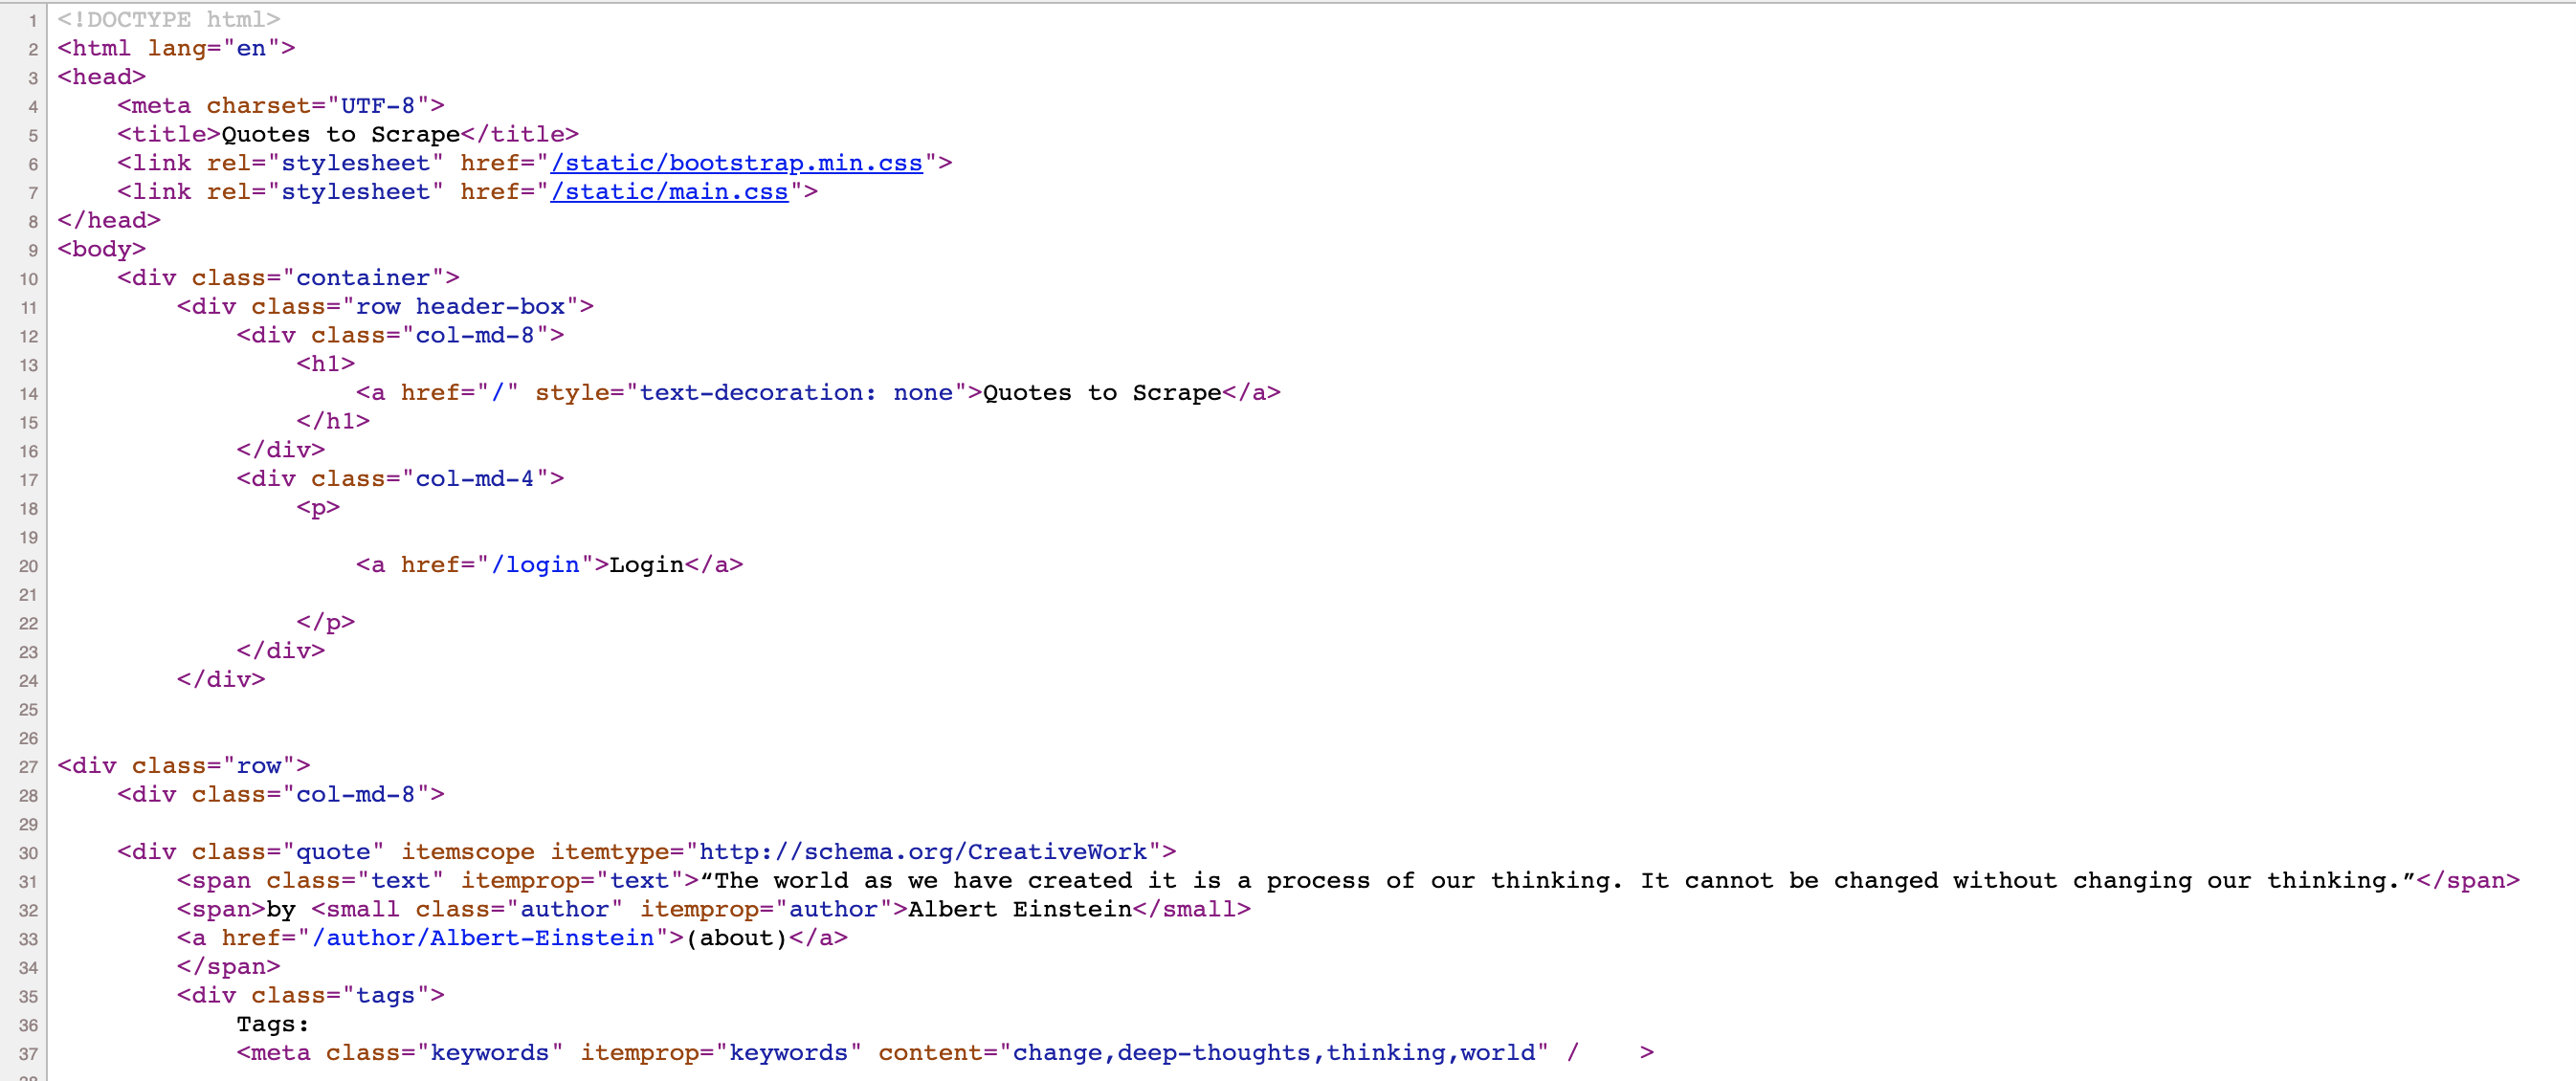 1 <!DOCTYPE html>
2 <html lang="en">
3 <head>
4 <meta charset="UTF-8">
5 <title>Quotes to Scrape</title>
6 <link rel="stylesheet" href="/static/bootstrap.min.css">
7 <link rel="stylesheet" href="/static/main.css">
8 </head>
9 <body>
10 <div class="container">
11 <div class="row header-box">
12 <div class="col-md-8">
13 <h1>
14 <a href="/" style="text-decoration: none">Quotes to Scrape</a>
15 </h1>
16 </div>
17 <div class="col-md-4">
18 <p>
19
20 <a href="/login">Login</a>
21
22 </p>
23 </div>
24 </div>
25
26
27 <div class="row">
28 <div class="col-md-8">
29
30 <div class="quote" itemscope itemtype="http://schema.org/CreativeWork">
31 <span class="text" itemprop="text">“The world as we have created it is a process of our thinking. It cannot be changed without changing our thinking.”</span>
32 <span>by <small class="author" itemprop="author">Albert Einstein</small>
33 <a href="/author/Albert-Einstein">(about)</a>
34 </span>
35 <div class="tags">
36 Tags:
37 <meta class="keywords" itemprop="keywords" content="change,deep-thoughts,thinking,world" /    >
38